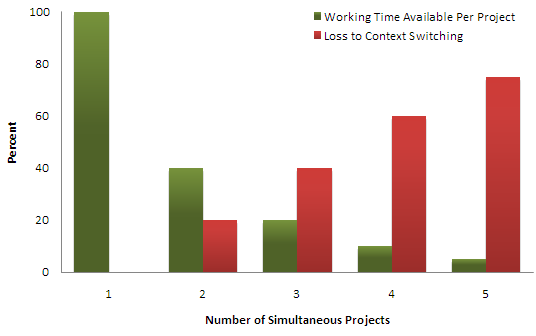 100
80
60
40
20
0
Percent
Working Time Available Per Project
Loss to Context Switching
1 2 3 4 5
Number of Simultaneous Projects